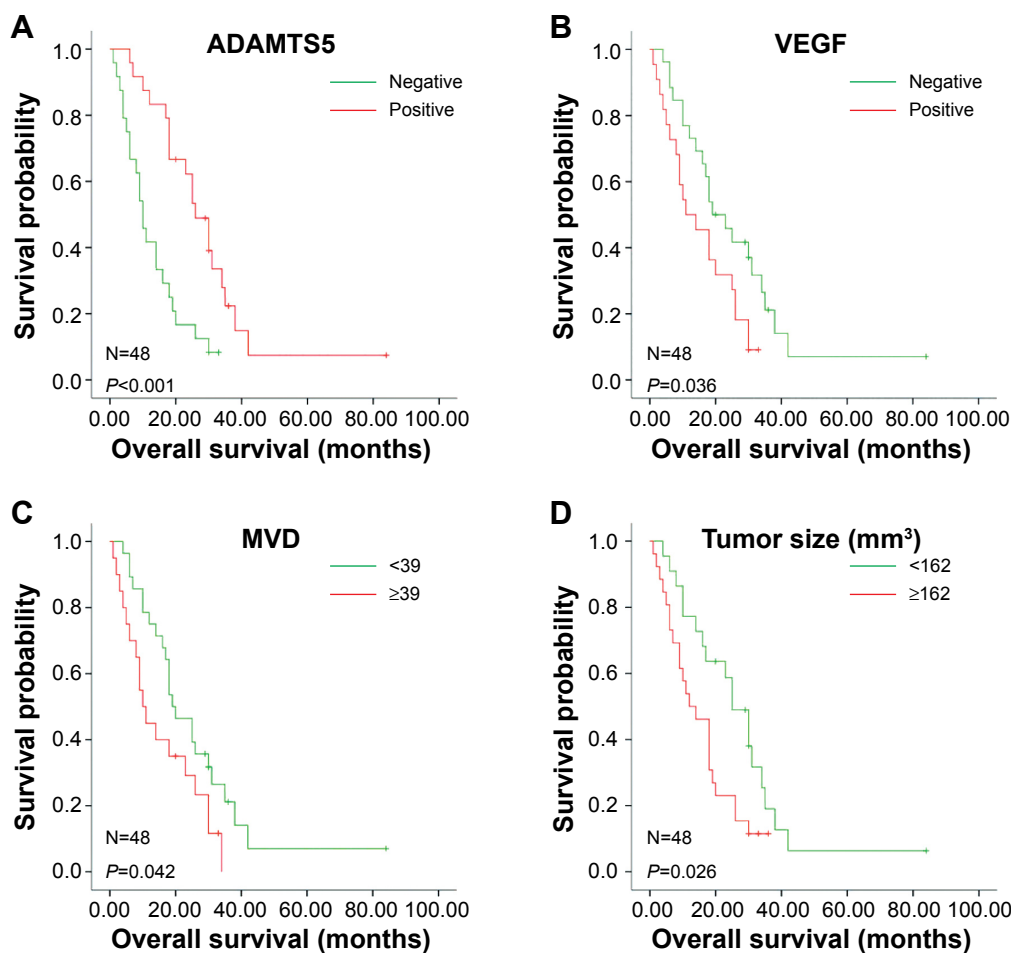 A
ADAMTS5
Negative
Positive
Survival probability
1.0
0.8
0.6
0.4
0.2
0.0
N=48
P<0.001
0.00 20.00 40.00 60.00 80.00 100.00
Overall survival (months)
B
VEGF
Negative
Positive
Survival probability
1.0
0.8
0.6
0.4
0.2
0.0
N=48
P=0.036
0.00 20.00 40.00 60.00 80.00 100.00
Overall survival (months)
C
MVD
<39
≥39
Survival probability
1.0
0.8
0.6
0.4
0.2
0.0
N=48
P=0.042
0.00 20.00 40.00 60.00 80.00 100.00
Overall survival (months)
D
Tumor size (mm³)
<162
≥162
Survival probability
1.0
0.8
0.6
0.4
0.2
0.0
N=48
P=0.026
0.00 20.00 40.00 60.00 80.00 100.00
Overall survival (months)